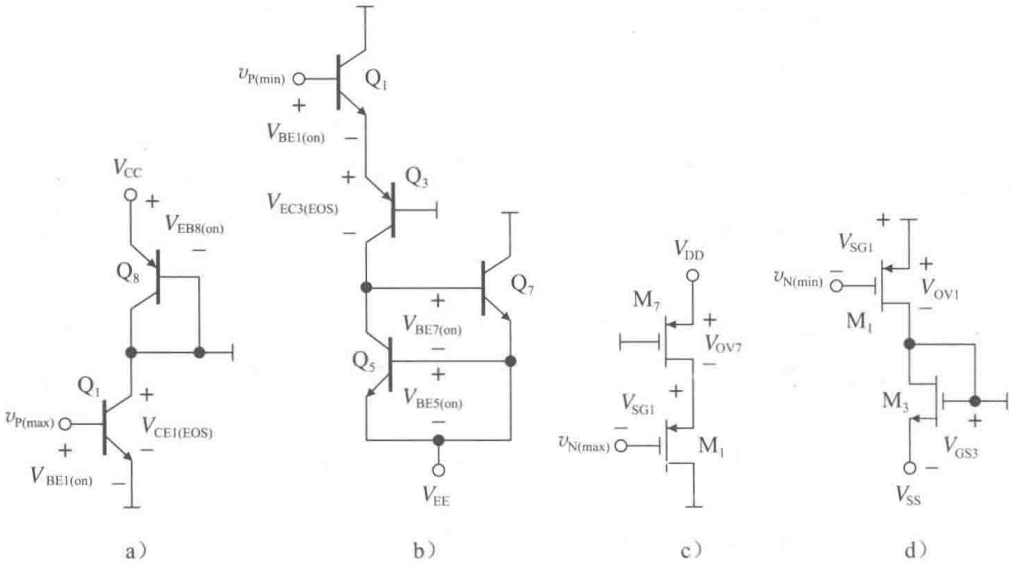 V_CC
+
V_EB8(on)
−
Q_8
Q_1
+
v_P(max)
V_CE1(EOS)
+
−
V_BE1(on)
−
a)
v_P(min)
Q_1
+
V_BE1(on)
−
+
Q_3
V_EC3(EOS)
−
Q_7
+
V_BE7(on)
−
Q_5
+
V_BE5(on)
−
V_EE
b)
V_DD
M_7
+
V_OV7
−
+
V_SG1
−
v_N(max)
M_1
c)
+
V_SG1
−
+
v_N(min)
V_OV1
M_1
−
M_3
+
V_GS3
−
V_SS
d)